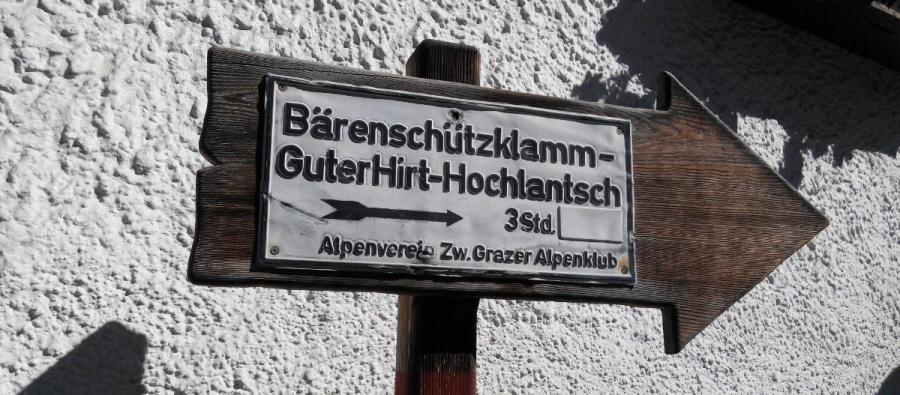 Bärenschützklamm-
GuterHirt-Hochlantsch
3Std.
Alpenverein Zw. Grazer Alpenklub